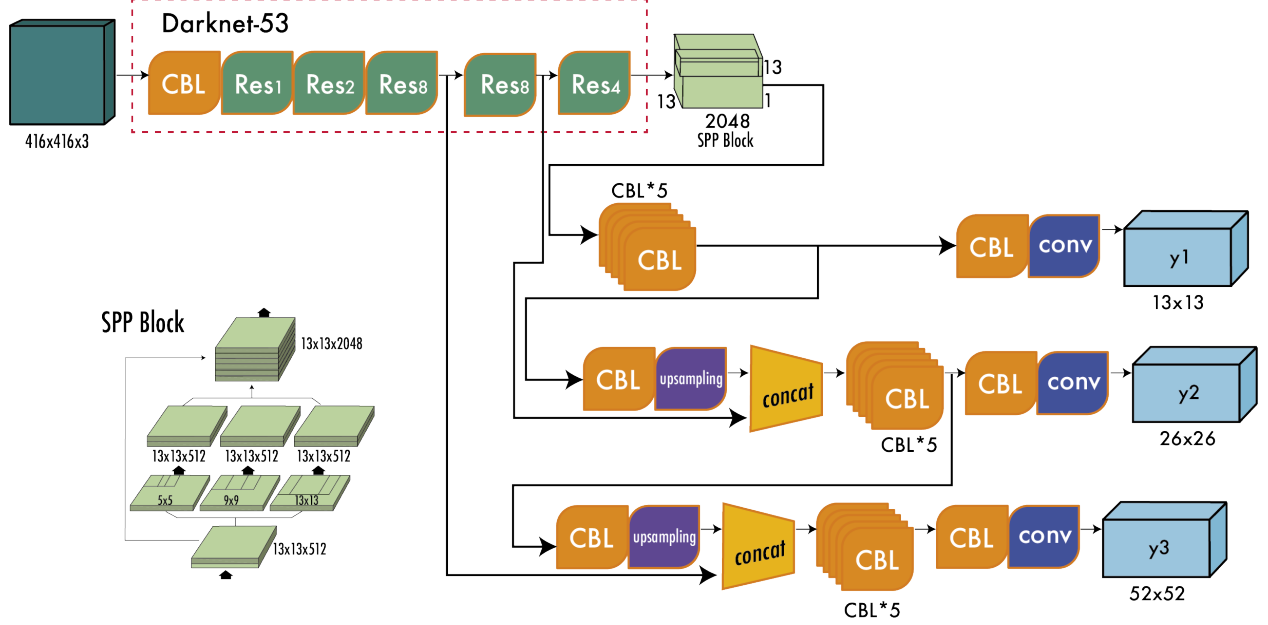 Darknet-53
416x416x3
CBL
Res1
Res2
Res8
Res8
Res4
13
13
1
2048
SPP Block
CBL*5
CBL
CBL
conv
y1
13x13
SPP Block
13x13x2048
13x13x512
13x13x512
13x13x512
5x5
9x9
13x13
13x13x512
CBL
upsampling
concat
CBL
CBL*5
CBL
conv
y2
26x26
CBL
upsampling
concat
CBL
CBL*5
CBL
conv
y3
52x52